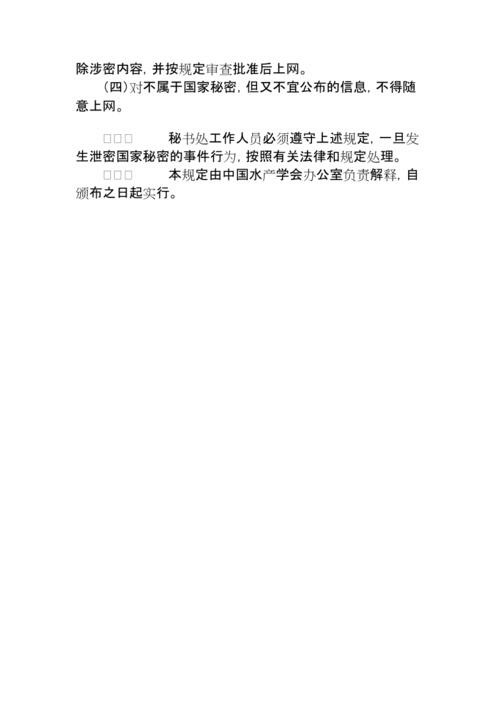 除涉密内容,并按规定审查批准后上网。
(四)对不属于国家秘密,但又不宜公布的信息,不得随
意上网。
□□□ 秘书处工作人员必须遵守上述规定,一旦发
生泄密国家秘密的事件行为,按照有关法律和规定处理。
□□□ 本规定由中国水产学会办公室负责解释,自
颁布之日起实行。